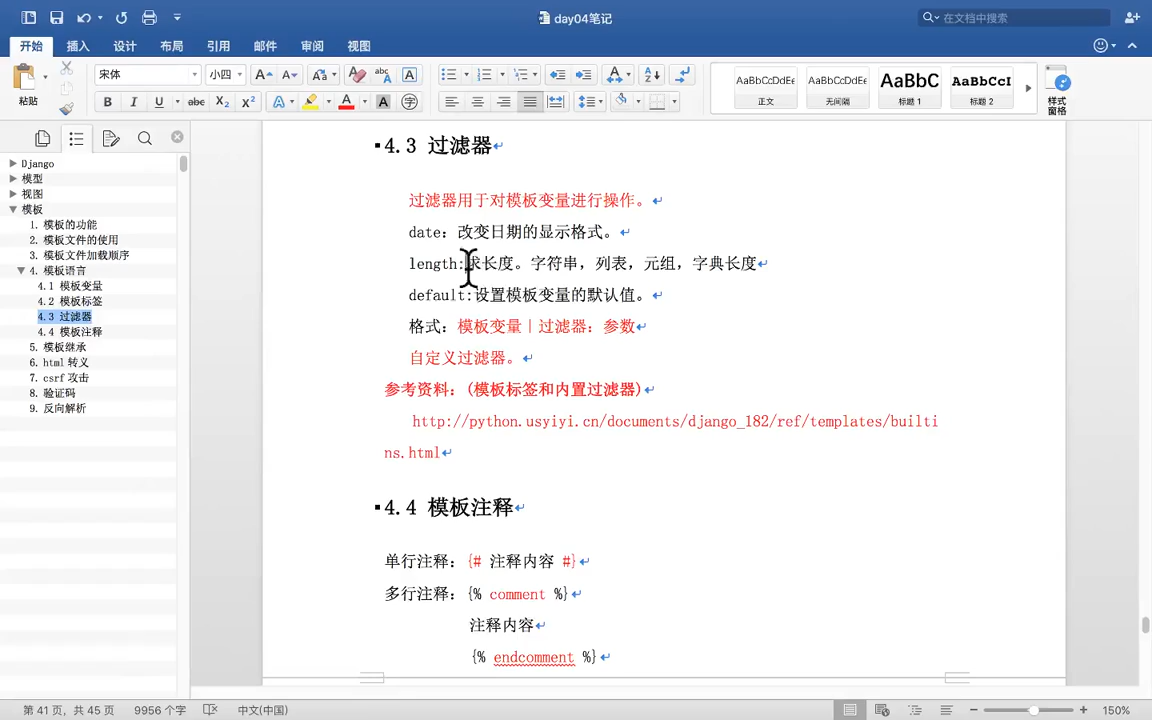 day04笔记
在文档中搜索
开始 插入 设计 布局 引用 邮件 审阅 视图
粘贴
宋体 小四
AaBbCcDdEe 正文
AaBbCcDdEe 无间隔
AaBbC 标题 1
AaBbCcI 标题 2
样式窗格
Django
模型
视图
模板
1. 模板的功能
2. 模板文件的使用
3. 模板文件加载顺序
4. 模板语言
4.1 模板变量
4.2 模板标签
4.3 过滤器
4.4 模板注释
5. 模板继承
6. html 转义
7. csrf 攻击
8. 验证码
9. 反向解析
4.3 过滤器
过滤器用于对模板变量进行操作。
date: 改变日期的显示格式。
length:求长度。字符串，列表，元组，字典长度
default:设置模板变量的默认值。
格式：模板变量|过滤器：参数
自定义过滤器。
参考资料：(模板标签和内置过滤器)
http://python.usyiyi.cn/documents/django_182/ref/templates/builti
ns.html
4.4 模板注释
单行注释：{# 注释内容 #}
多行注释：{% comment %}
注释内容
{% endcomment %}
第 41 页，共 45 页 9956 个字 中文(中国) 150%